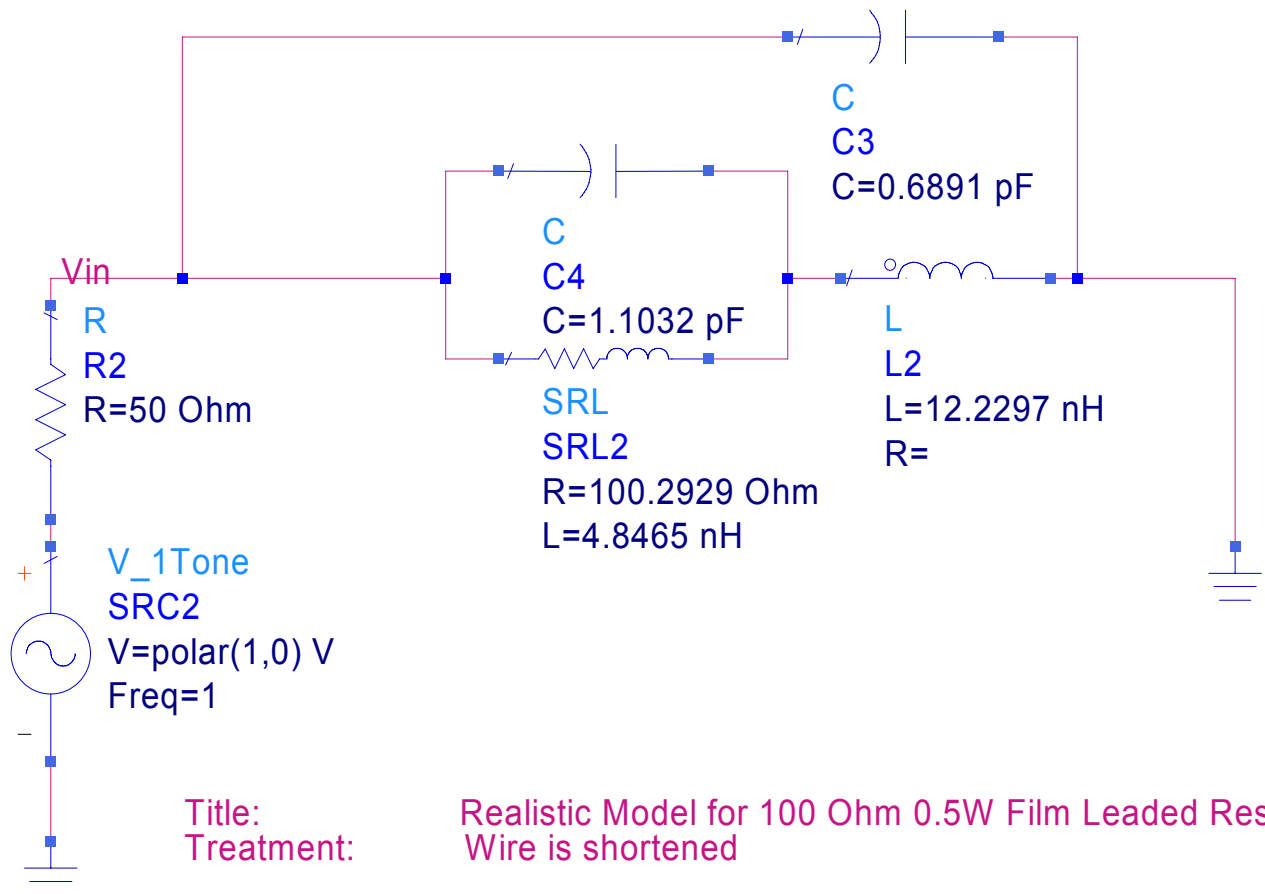 C
C3
C=0.6891 pF
C
C4
C=1.1032 pF
Vin
R
R2
R=50 Ohm
SRL
SRL2
R=100.2929 Ohm
L=4.8465 nH
L
L2
L=12.2297 nH
R=
+
V_1Tone
SRC2
V=polar(1,0) V
Freq=1
−
Title: Realistic Model for 100 Ohm 0.5W Film Leaded Res
Treatment: Wire is shortened